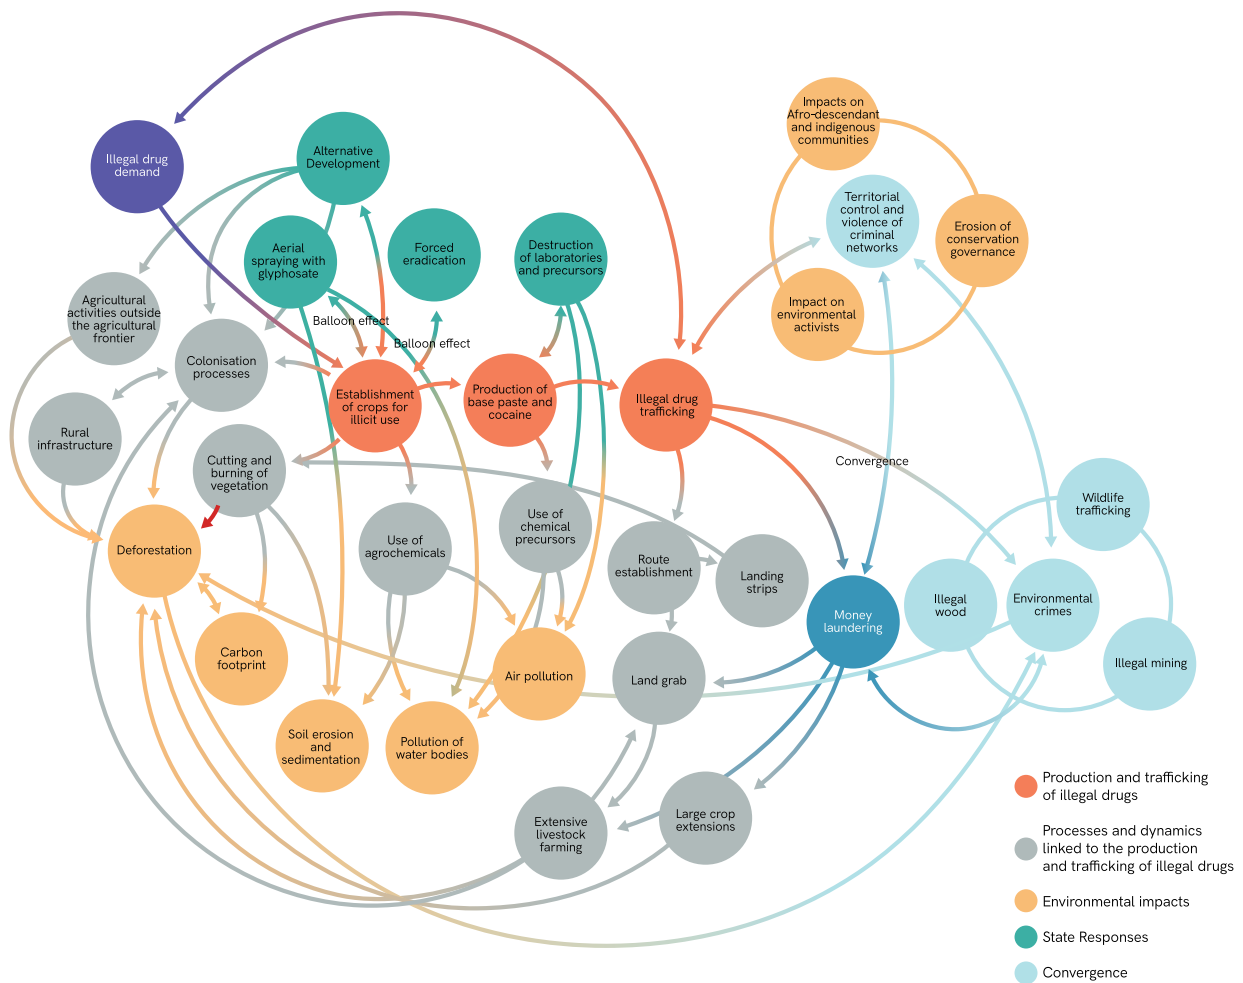 Illegal drug
demand
Alternative
Development
Aerial
spraying with
glyphosate
Forced
eradication
Destruction
of laboratories
and precursors
Impacts on
Afro-descendant
and indigenous
communities
Territorial
control and
violence of
criminal
networks
Erosion of
conservation
governance
Impact on
environmental
activists
Agricultural
activities outside
the agricultural
frontier
Balloon effect
Balloon effect
Colonisation
processes
Establishment
of crops for
illicit use
Production of
base paste and
cocaine
Illegal drug
trafficking
Rural
infrastructure
Cutting and
burning of
vegetation
Convergence
Wildlife
trafficking
Deforestation
Use of
agrochemicals
Use of
chemical
precursors
Route
establishment
Landing
strips
Money
laundering
Illegal
wood
Environmental
crimes
Illegal mining
Carbon
footprint
Air pollution
Land grab
Soil erosion
and
sedimentation
Pollution of
water bodies
Extensive
livestock
farming
Large crop
extensions
Production and trafficking
of illegal drugs
Processes and dynamics
linked to the production
and trafficking of illegal drugs
Environmental impacts
State Responses
Convergence